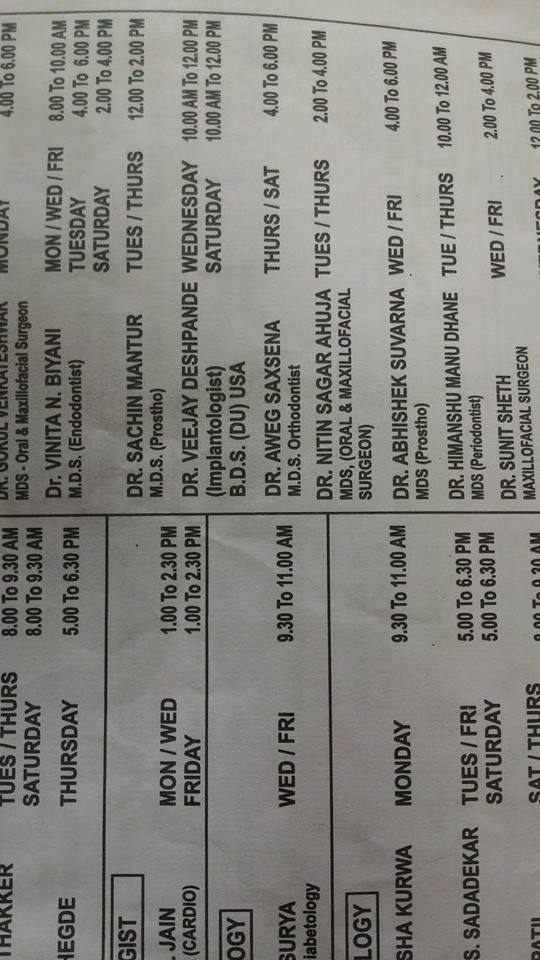 MONDAY 4.00 To 6.00 PM
MDS - Oral & Maxillofacial Surgeon
Dr. VINITA N. BIYANI MON / WED / FRI 8.00 To 10.00 AM
M.D.S. (Endodontist) TUESDAY 4.00 To 6.00 PM
SATURDAY 2.00 To 4.00 PM
DR. SACHIN MANTUR TUES / THURS 12.00 To 2.00 PM
M.D.S. (Prostho)
DR. VEEJAY DESHPANDE WEDNESDAY 10.00 AM To 12.00 PM
(Implantologist) SATURDAY 10.00 AM To 12.00 PM
B.D.S. (DU) USA
DR. AWEG SAXSENA THURS / SAT 4.00 To 6.00 PM
M.D.S. Orthodontist
DR. NITIN SAGAR AHUJA TUES / THURS 2.00 To 4.00 PM
MDS, (ORAL & MAXILLOFACIAL
SURGEON)
DR. ABHISHEK SUVARNA WED / FRI 4.00 To 6.00 PM
MDS (Prostho)
DR. HIMANSHU MANU DHANE TUE / THURS 10.00 To 12.00 AM
MDS (Periodontist)
DR. SUNIT SHETH WED / FRI 2.00 To 4.00 PM
MAXILLOFACIAL SURGEON
12.00 To 2.00 PM
THAKKER TUES / THURS 8.00 To 9.30 AM
SATURDAY 8.00 To 9.30 AM
HEGDE THURSDAY 5.00 To 6.30 PM
GIST
. JAIN MON / WED 1.00 To 2.30 PM
(CARDIO) FRIDAY 1.00 To 2.30 PM
OGY
SURYA WED / FRI 9.30 To 11.00 AM
iabetology
LOGY
SHA KURWA MONDAY 9.30 To 11.00 AM
S. SADADEKAR TUES / FRI 5.00 To 6.30 PM
SATURDAY 5.00 To 6.30 PM
SAT / THURS